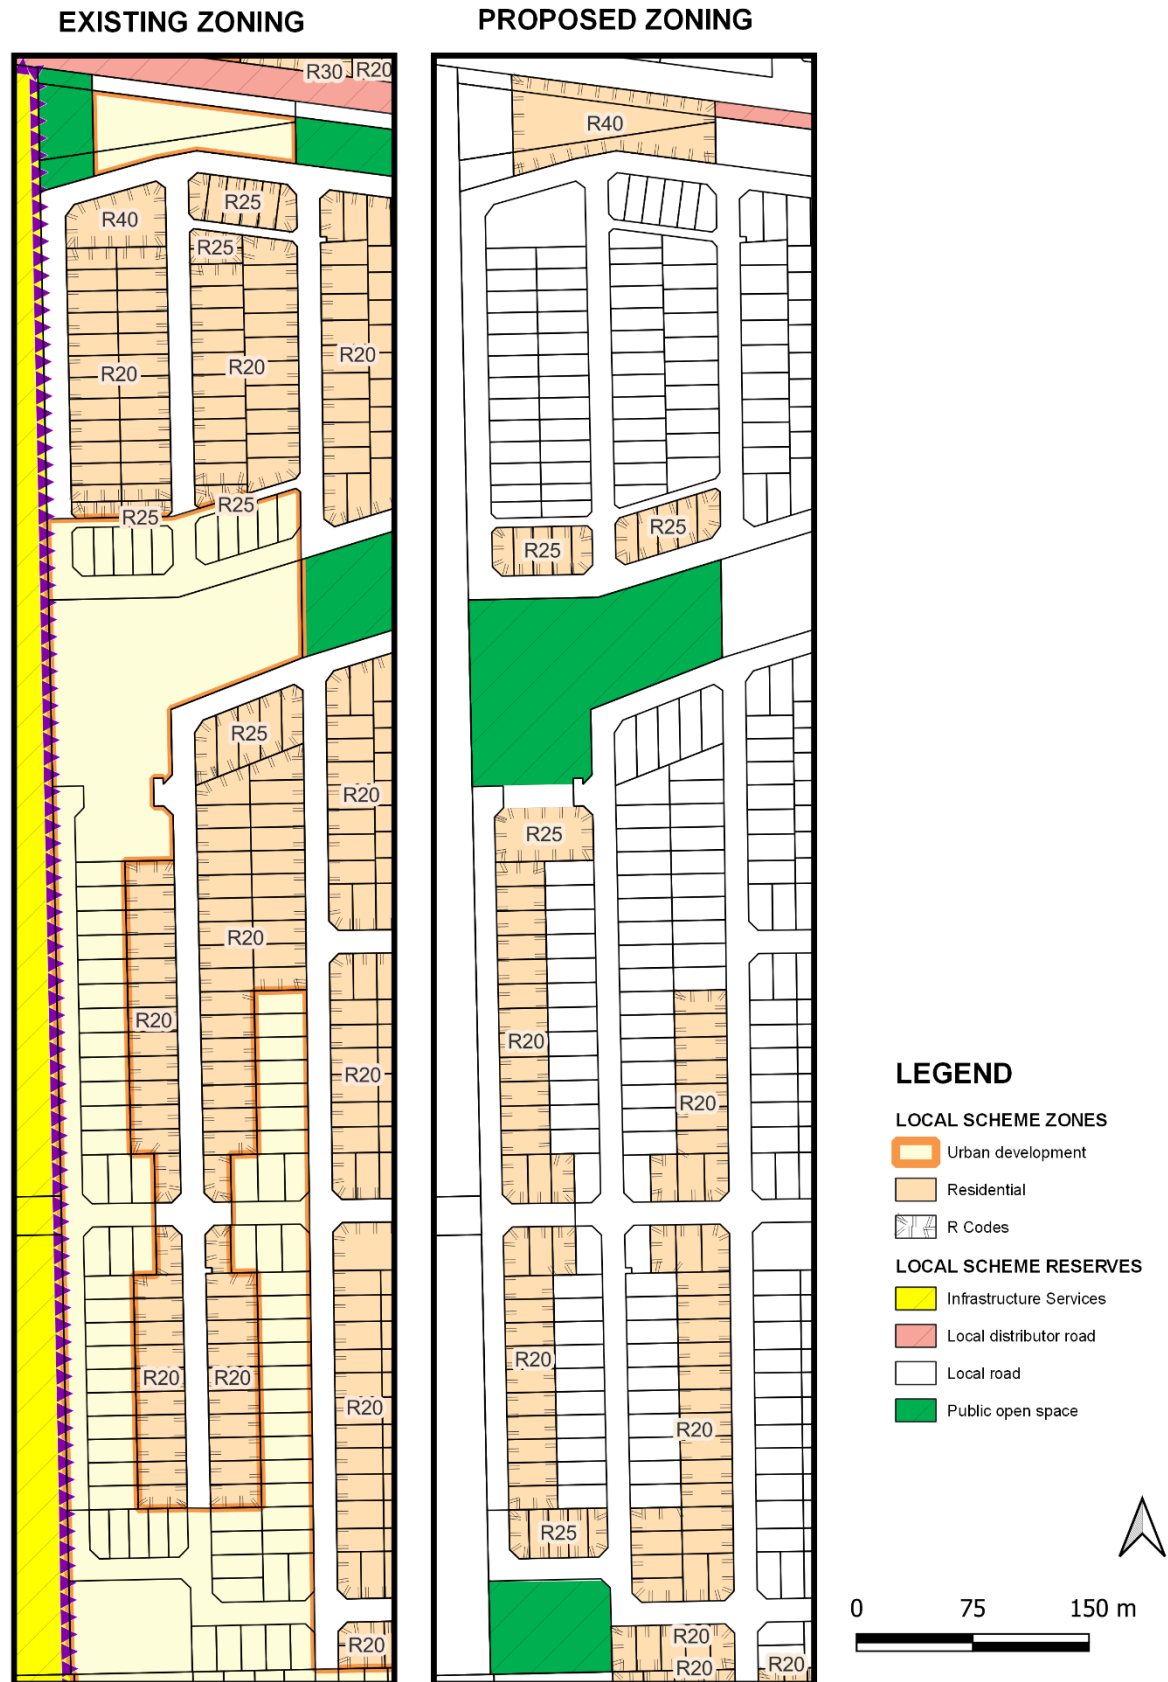 EXISTING ZONING
PROPOSED ZONING
R30
R20
R40
R25
R25
R20
R20
R20
R25
R25
R25
R20
R20
R20
R20
R20
R20
R20
R20
R40
R25
R25
R25
R20
R20
R20
R20
R25
R20
R20
R20
LEGEND
LOCAL SCHEME ZONES
Urban development
Residential
R Codes
LOCAL SCHEME RESERVES
Infrastructure Services
Local distributor road
Local road
Public open space
0 75 150 m